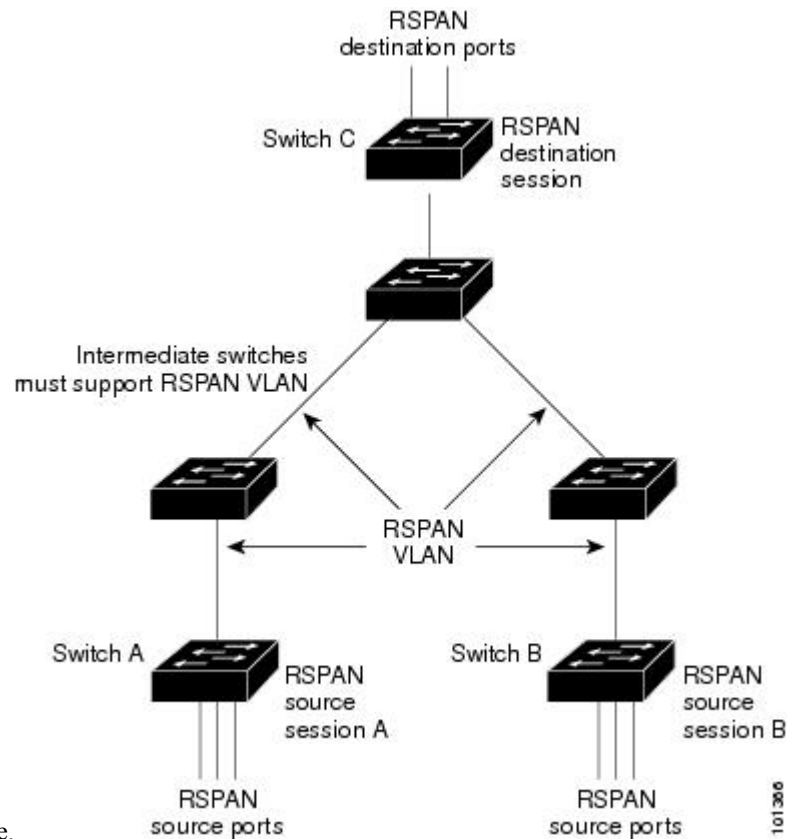 RSPAN
destination ports
Switch C
RSPAN
destination
session
Intermediate switches
must support RSPAN VLAN
RSPAN
VLAN
Switch A
RSPAN
source
session A
Switch B
RSPAN
source
session B
RSPAN
source ports
RSPAN
source ports
101366
e.